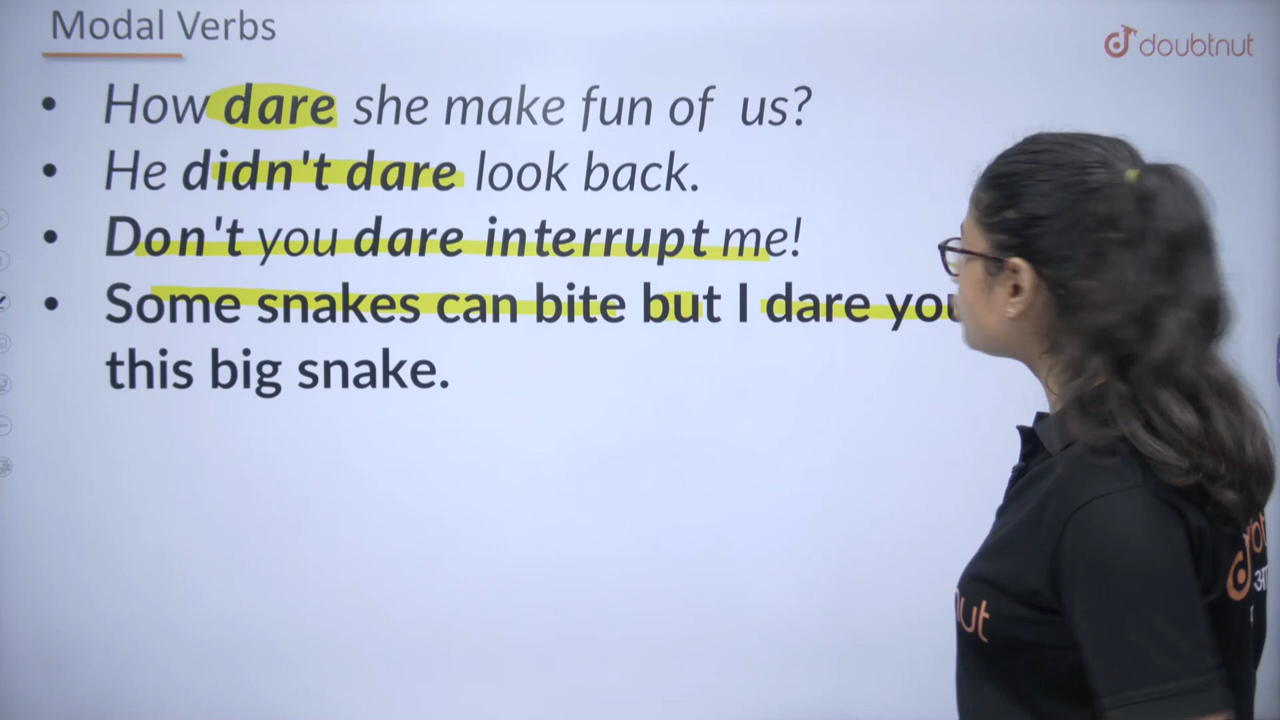 Modal Verbs
doubtnut
• How dare she make fun of us?
• He didn't dare look back.
• Don't you dare interrupt me!
• Some snakes can bite but I dare you
this big snake.